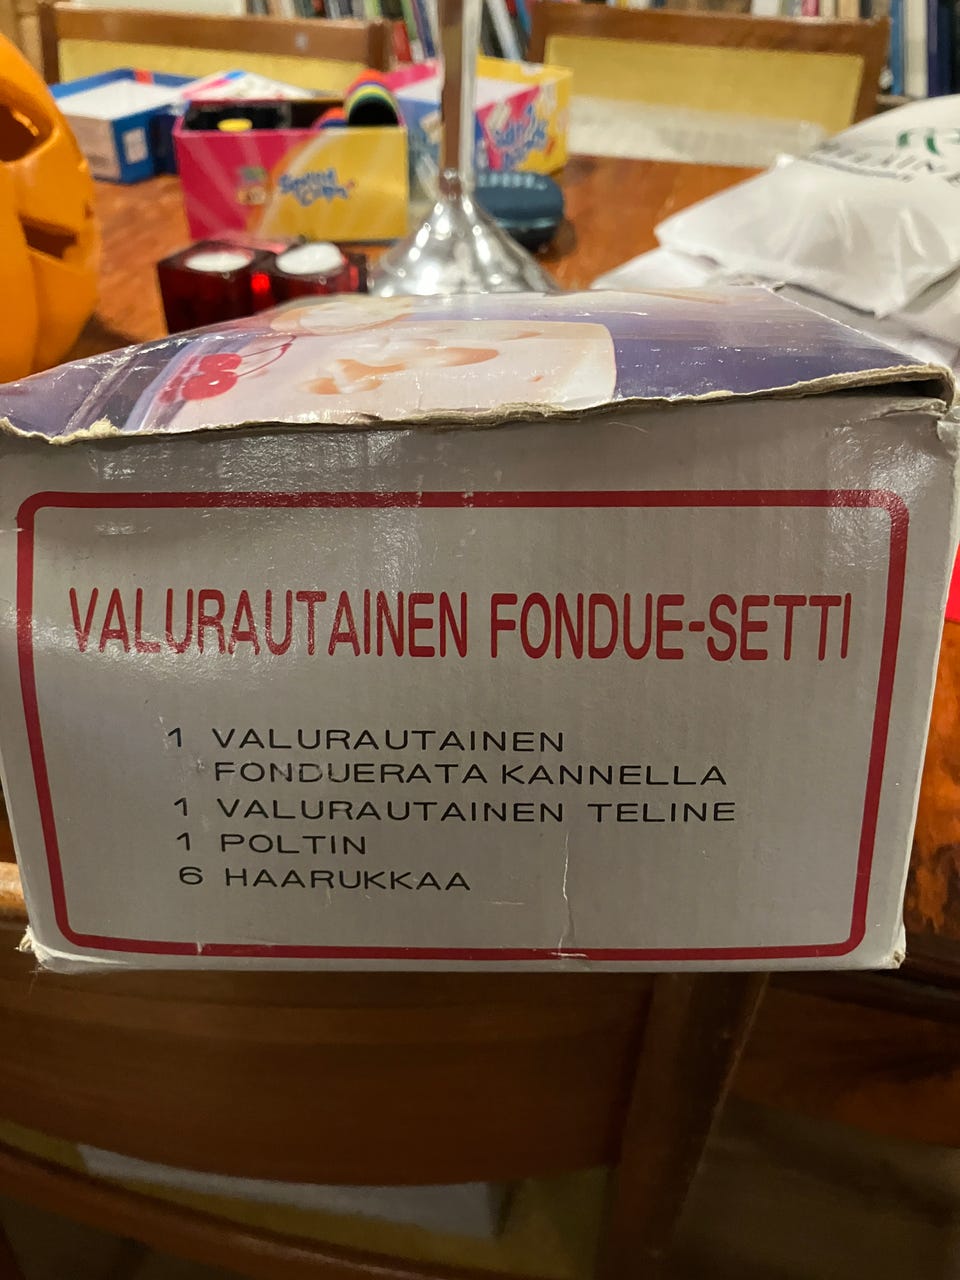 VALURAUTAINEN FONDUE-SETTI
1 VALURAUTAINEN
FONDUERATA KANNELLA
1 VALURAUTAINEN TELINE
1 POLTIN
6 HAARUKKAA